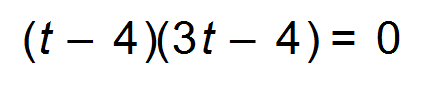 (t – 4)(3t – 4) = 0